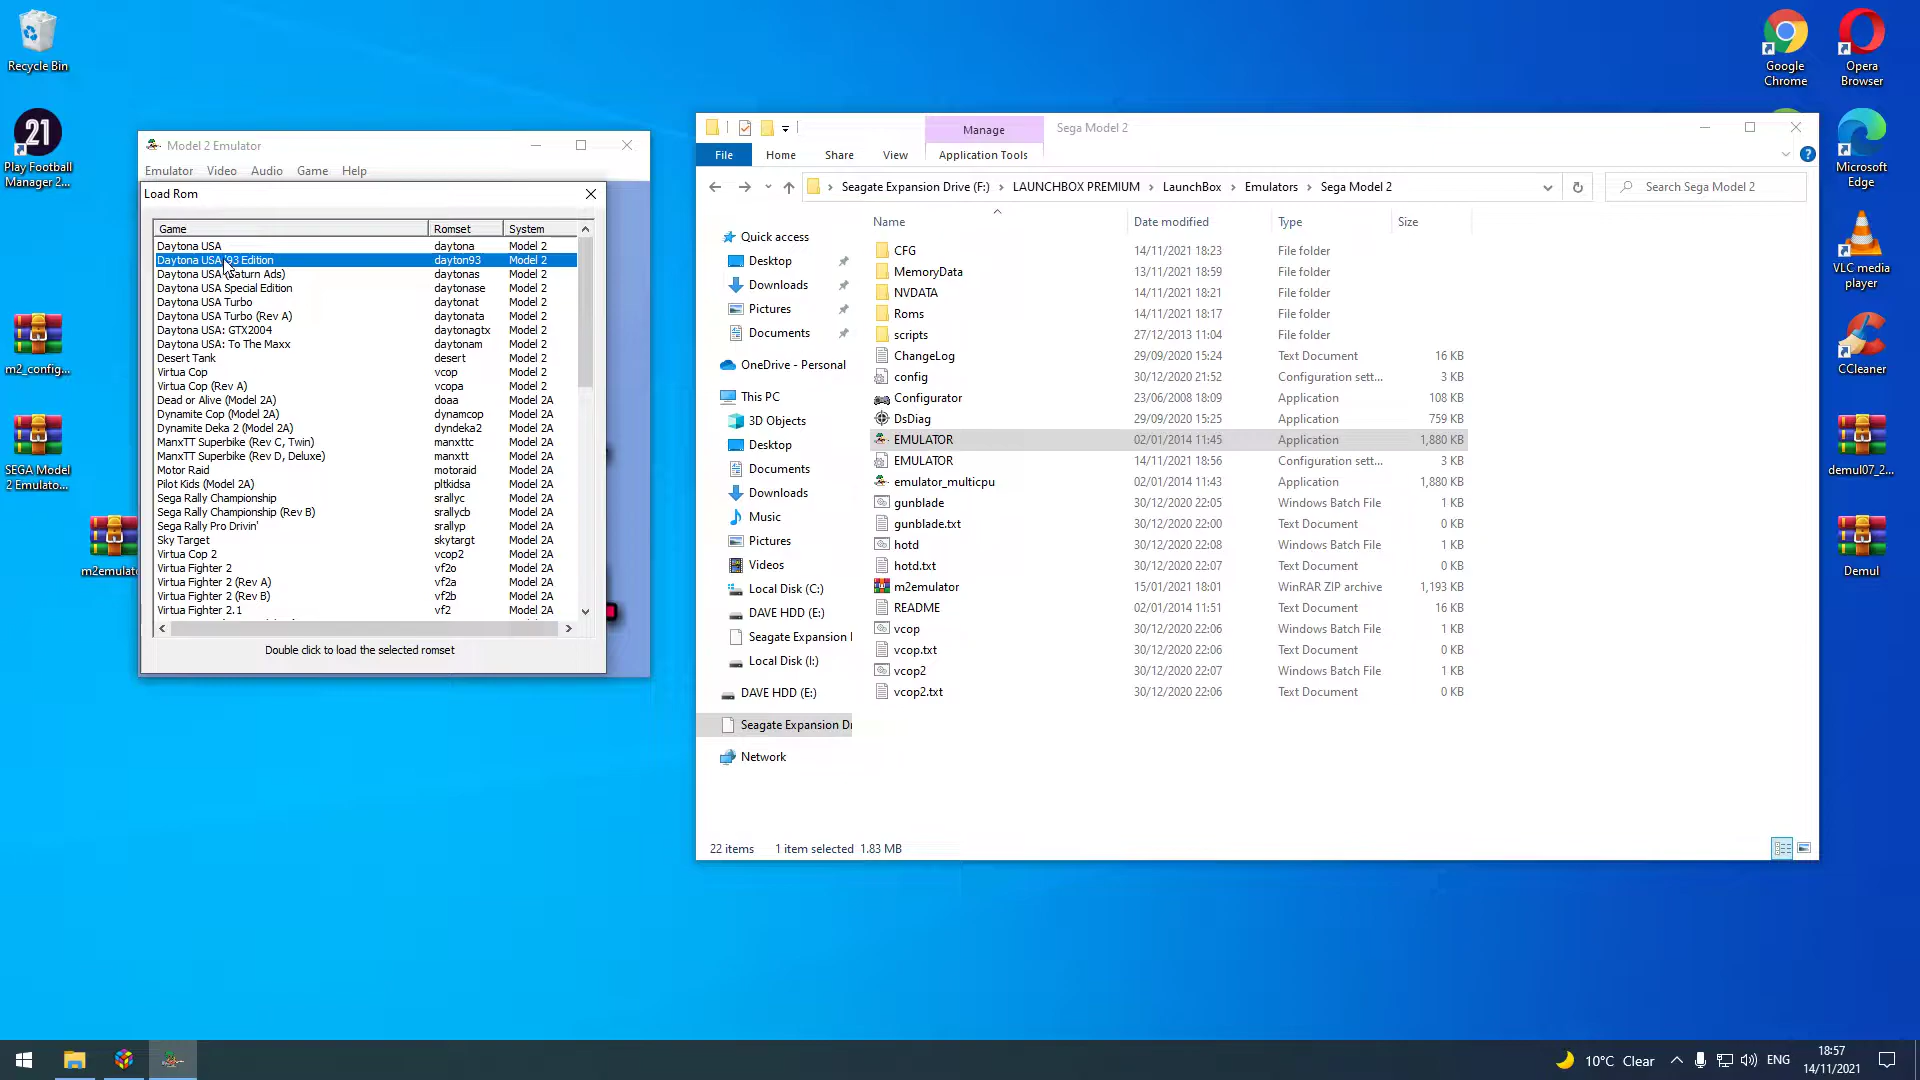 Recycle Bin
Play Football
Manager 2...
m2_config...
SEGA Model
2 Emulato...
m2emulato
Google
Chrome
Opera
Browser
Microsoft
Edge
VLC media
player
CCleaner
demul07_2...
Demul
Model 2 Emulator
Emulator Video Audio Game Help
Load Rom
Game Romset System
Daytona USA daytona Model 2
Daytona USA '93 Edition dayton93 Model 2
Daytona USA (Saturn Ads) daytonas Model 2
Daytona USA Special Edition daytonase Model 2
Daytona USA Turbo daytonat Model 2
Daytona USA Turbo (Rev A) daytonata Model 2
Daytona USA: GTX2004 daytonagtx Model 2
Daytona USA: To The Maxx daytonam Model 2
Desert Tank desert Model 2
Virtua Cop vcop Model 2
Virtua Cop (Rev A) vcopa Model 2
Dead or Alive (Model 2A) doaa Model 2A
Dynamite Cop (Model 2A) dynamcop Model 2A
Dynamite Deka 2 (Model 2A) dyndeka2 Model 2A
ManxTT Superbike (Rev C, Twin) manxttc Model 2A
ManxTT Superbike (Rev D, Deluxe) manxtt Model 2A
Motor Raid motoraid Model 2A
Pilot Kids (Model 2A) pltkidsa Model 2A
Sega Rally Championship srallyc Model 2A
Sega Rally Championship (Rev B) srallycb Model 2A
Sega Rally Pro Drivin' srallyp Model 2A
Sky Target skytargt Model 2A
Virtua Cop 2 vcop2 Model 2A
Virtua Fighter 2 vf2o Model 2A
Virtua Fighter 2 (Rev A) vf2a Model 2A
Virtua Fighter 2 (Rev B) vf2b Model 2A
Virtua Fighter 2.1 vf2 Model 2A
Double click to load the selected romset
Manage Sega Model 2
File Home Share View Application Tools
Seagate Expansion Drive (F:) LAUNCHBOX PREMIUM LaunchBox Emulators Sega Model 2 Search Sega Model 2
Quick access
Desktop
Downloads
Pictures
Documents
OneDrive - Personal
This PC
3D Objects
Desktop
Documents
Downloads
Music
Pictures
Videos
Local Disk (C:)
DAVE HDD (E:)
Seagate Expansion I
Local Disk (I:)
DAVE HDD (E:)
Seagate Expansion Dr
Network
Name Date modified Type Size
CFG 14/11/2021 18:23 File folder
MemoryData 13/11/2021 18:59 File folder
NVDATA 14/11/2021 18:21 File folder
Roms 14/11/2021 18:17 File folder
scripts 27/12/2013 11:04 File folder
ChangeLog 29/09/2020 15:24 Text Document 16 KB
config 30/12/2020 21:52 Configuration sett... 3 KB
Configurator 23/06/2008 18:09 Application 108 KB
DsDiag 29/09/2020 15:25 Application 759 KB
EMULATOR 02/01/2014 11:45 Application 1,880 KB
EMULATOR 14/11/2021 18:56 Configuration sett... 3 KB
emulator_multicpu 02/01/2014 11:43 Application 1,880 KB
gunblade 30/12/2020 22:05 Windows Batch File 1 KB
gunblade.txt 30/12/2020 22:00 Text Document 0 KB
hotd 30/12/2020 22:08 Windows Batch File 1 KB
hotd.txt 30/12/2020 22:07 Text Document 0 KB
m2emulator 15/01/2021 18:01 WinRAR ZIP archive 1,193 KB
README 02/01/2014 11:51 Text Document 16 KB
vcop 30/12/2020 22:06 Windows Batch File 1 KB
vcop.txt 30/12/2020 22:06 Text Document 0 KB
vcop2 30/12/2020 22:07 Windows Batch File 1 KB
vcop2.txt 30/12/2020 22:06 Text Document 0 KB
22 items 1 item selected 1.83 MB
10°C Clear ENG 18:57
14/11/2021